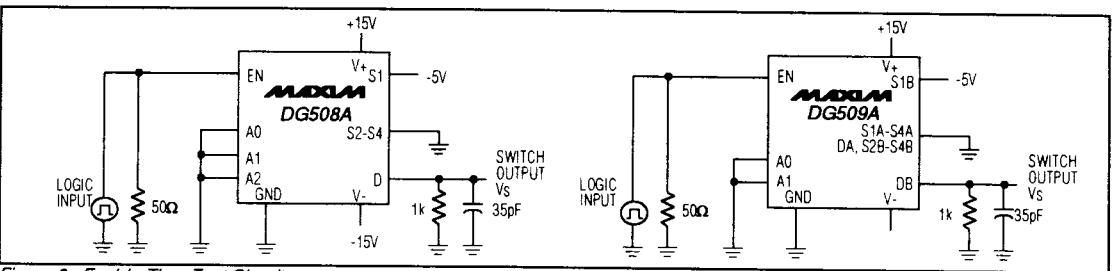 +15V
V+
EN
S1
-5V
MAXIM
DG508A
A0
S2-S4
A1
A2
D
SWITCH
OUTPUT
VS
LOGIC
INPUT
50Ω
GND
V-
1k
35pF
-15V
+15V
V+
EN
S1B
-5V
MAXIM
DG509A
S1A-S4A
DA, S2B-S4B
A0
A1
DB
SWITCH
OUTPUT
VS
LOGIC
INPUT
50Ω
GND
V-
1k
35pF